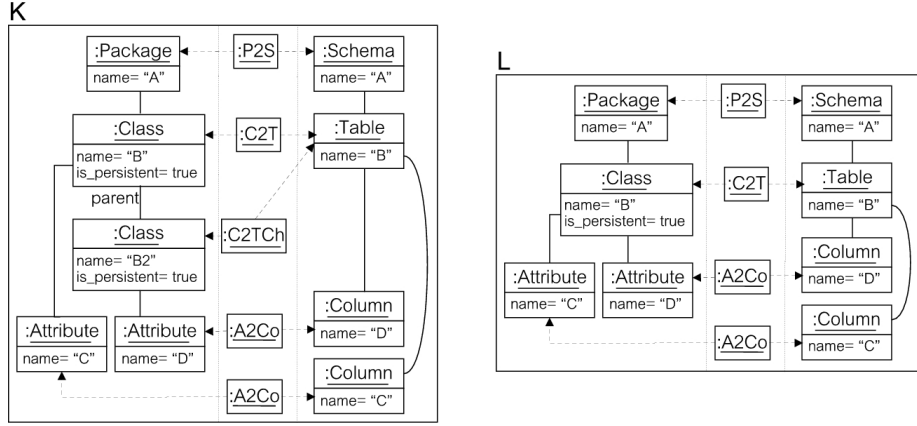 K
:Package
:P2S
:Schema
name= “A”
name= “A”
:Class
:C2T
:Table
name= “B”
is_persistent= true
name= “B”
parent
:Class
:C2TCh
name= “B2”
is_persistent= true
:Attribute
:Attribute
:A2Co
:Column
name= “C”
name= “D”
name= “D”
:A2Co
:Column
name= “C”
L
:Package
:P2S
:Schema
name= “A”
name= “A”
:Class
:C2T
:Table
name= “B”
is_persistent= true
name= “B”
:Attribute
:Attribute
:A2Co
:Column
name= “C”
name= “D”
name= “D”
:A2Co
:Column
name= “C”